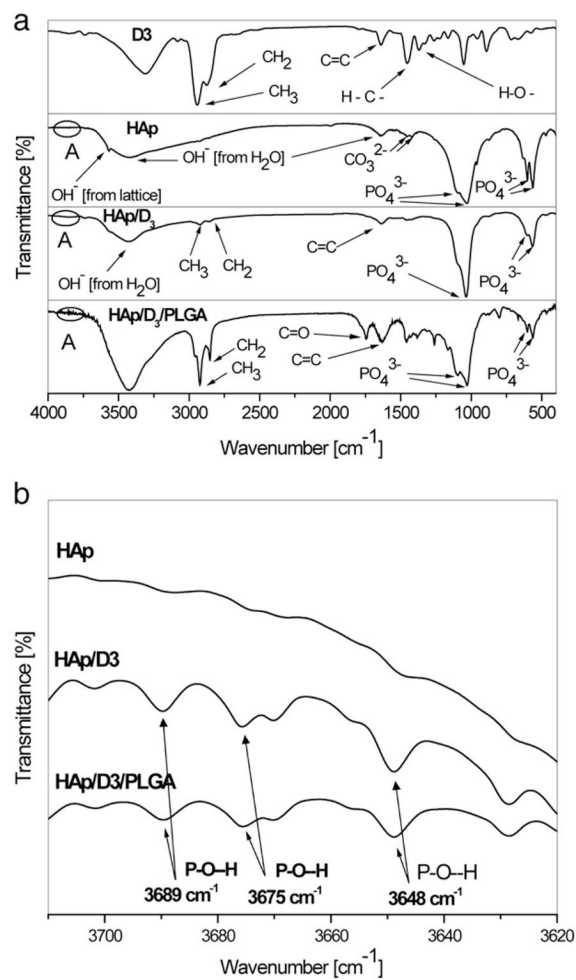 a
D3
C=C
CH2
CH3
H - C -
H-O -
HAp
A
OH⁻ [from H2O]
CO3²⁻
OH⁻ [from lattice]
PO4³⁻
PO4³⁻
HAp/D3
A
OH⁻ [from H2O]
CH3
CH2
C=C
PO4³⁻
PO4³⁻
HAp/D3/PLGA
A
CH2
CH3
C=O
C=C
PO4³⁻
PO4³⁻
Transmittance [%]
4000 3500 3000 2500 2000 1500 1000 500
Wavenumber [cm⁻¹]
b
HAp
HAp/D3
HAp/D3/PLGA
P-O--H
3689 cm⁻¹
P-O--H
3675 cm⁻¹
P-O--H
3648 cm⁻¹
Transmittance [%]
3700 3680 3660 3640 3620
Wavenumber [cm⁻¹]